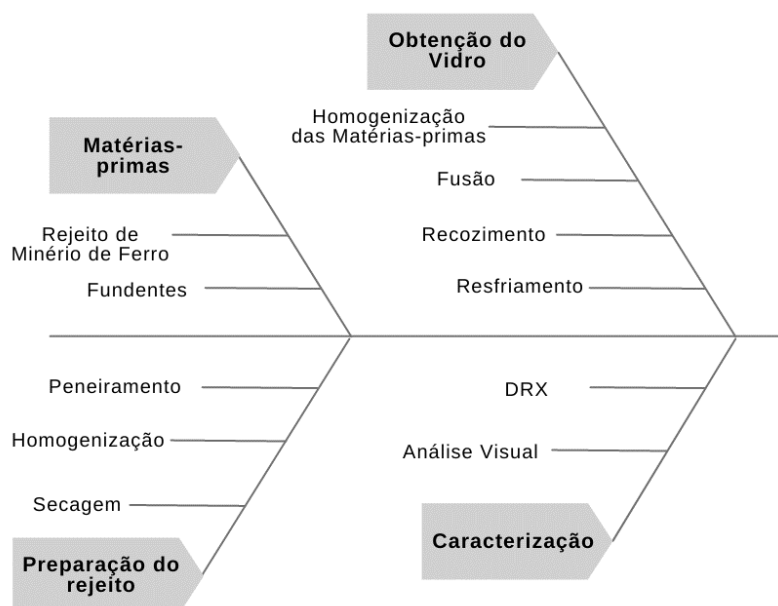 Obtenção do
Vidro
Homogenização
das Matérias-primas
Fusão
Recozimento
Resfriamento
Matérias-
primas
Rejeito de
Minério de Ferro
Fundentes
Peneiramento
Homogenização
Secagem
Preparação do
rejeito
DRX
Análise Visual
Caracterização